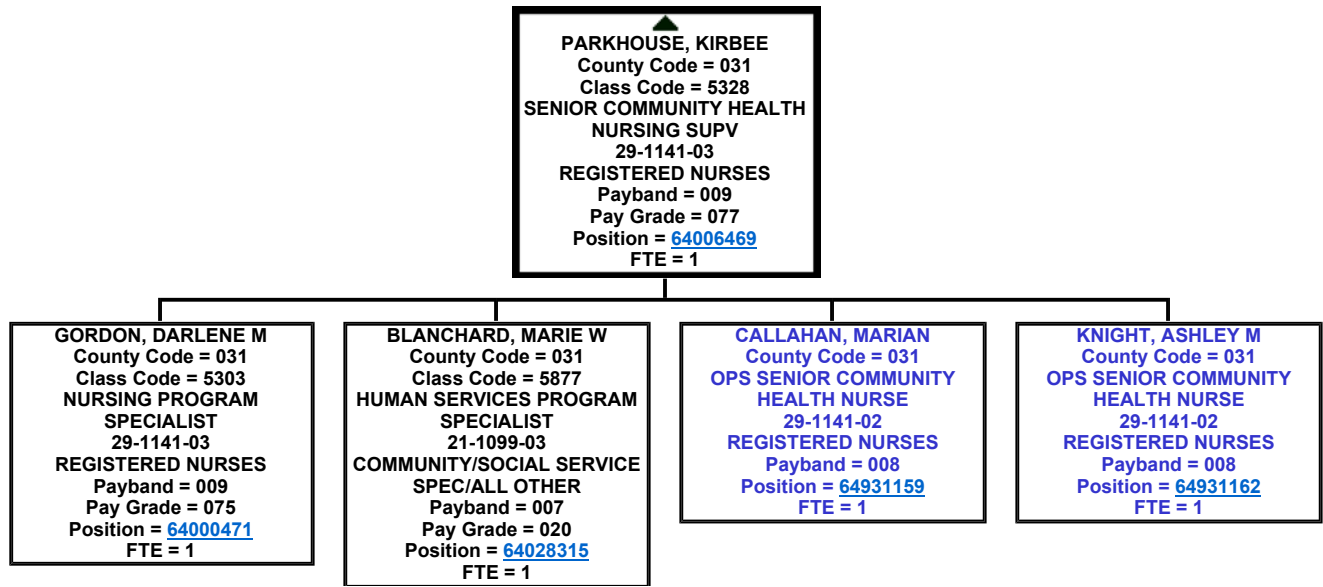 PARKHOUSE, KIRBEE
County Code = 031
Class Code = 5328
SENIOR COMMUNITY HEALTH
NURSING SUPV
29-1141-03
REGISTERED NURSES
Payband = 009
Pay Grade = 077
Position = 64006469
FTE = 1
GORDON, DARLENE M
County Code = 031
Class Code = 5303
NURSING PROGRAM
SPECIALIST
29-1141-03
REGISTERED NURSES
Payband = 009
Pay Grade = 075
Position = 64000471
FTE = 1
BLANCHARD, MARIE W
County Code = 031
Class Code = 5877
HUMAN SERVICES PROGRAM
SPECIALIST
21-1099-03
COMMUNITY/SOCIAL SERVICE
SPEC/ALL OTHER
Payband = 007
Pay Grade = 020
Position = 64028315
FTE = 1
CALLAHAN, MARIAN
County Code = 031
OPS SENIOR COMMUNITY
HEALTH NURSE
29-1141-02
REGISTERED NURSES
Payband = 008
Position = 64931159
FTE = 1
KNIGHT, ASHLEY M
County Code = 031
OPS SENIOR COMMUNITY
HEALTH NURSE
29-1141-02
REGISTERED NURSES
Payband = 008
Position = 64931162
FTE = 1